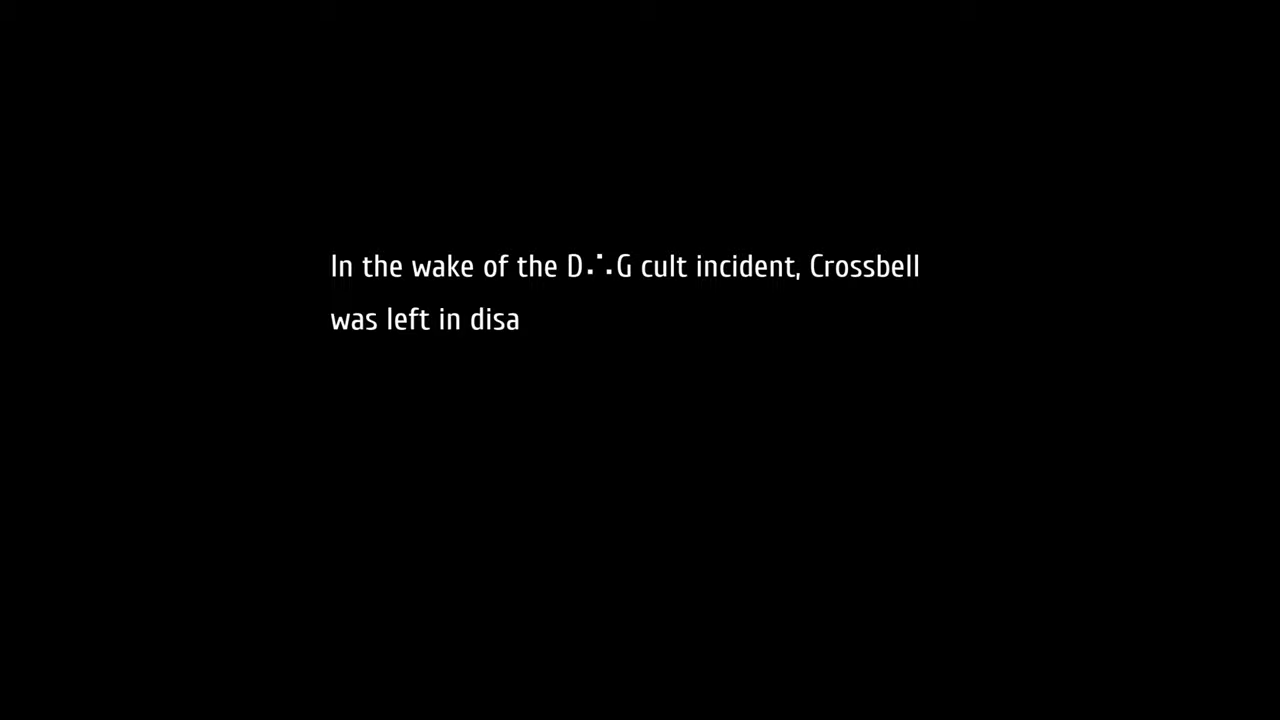 In the wake of the D∴G cult incident, Crossbell
was left in disa